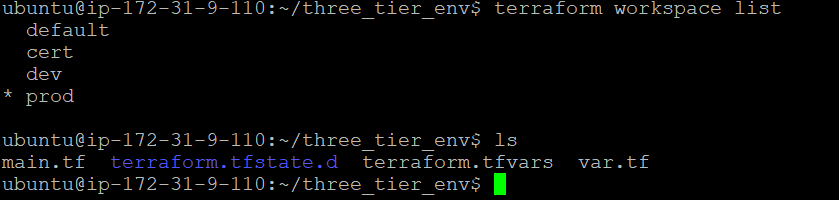 ubuntu@ip-172-31-9-110:~/three_tier_env$ terraform workspace list
  default
  cert
  dev
* prod
ubuntu@ip-172-31-9-110:~/three_tier_env$ ls
main.tf  terraform.tfstate.d  terraform.tfvars  var.tf
ubuntu@ip-172-31-9-110:~/three_tier_env$